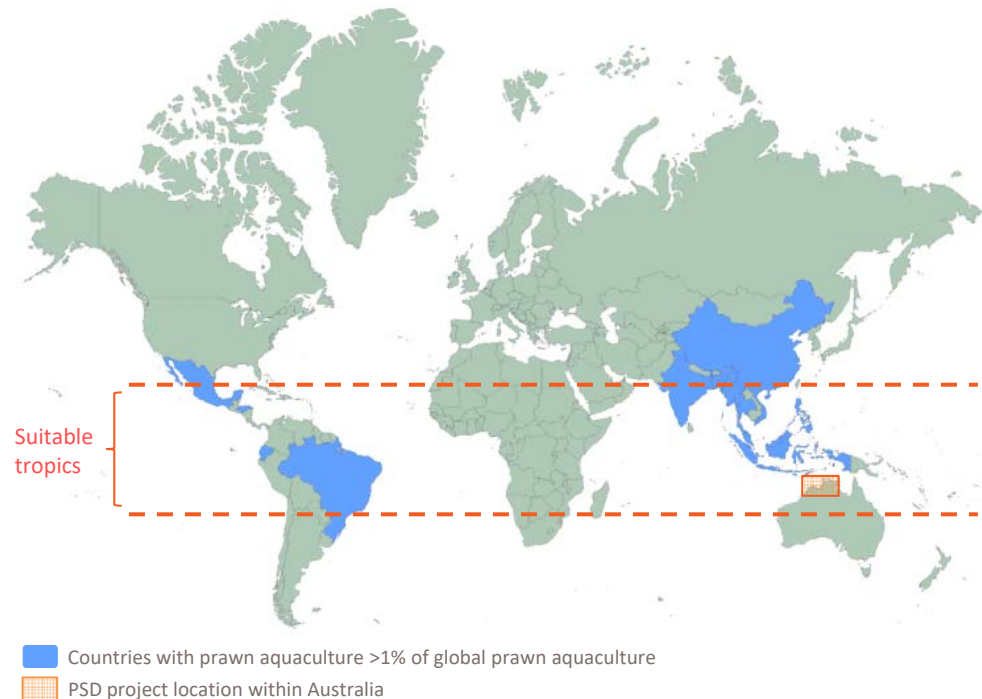 Suitable
tropics
Countries with prawn aquaculture >1% of global prawn aquaculture
PSD project location within Australia